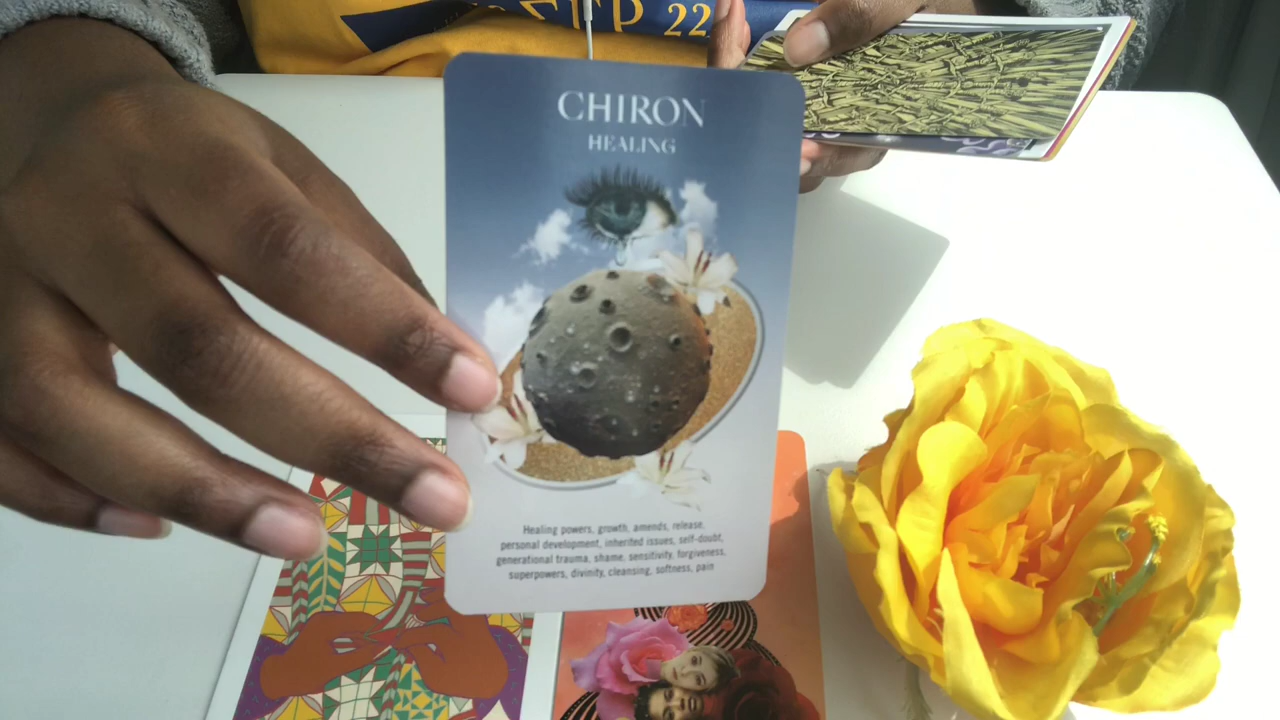 22
CHIRON
HEALING
Healing powers, growth, amends, release,
personal development, inherited issues, self-doubt,
generational trauma, shame, sensitivity, forgiveness,
superpowers, divinity, cleansing, softness, pain